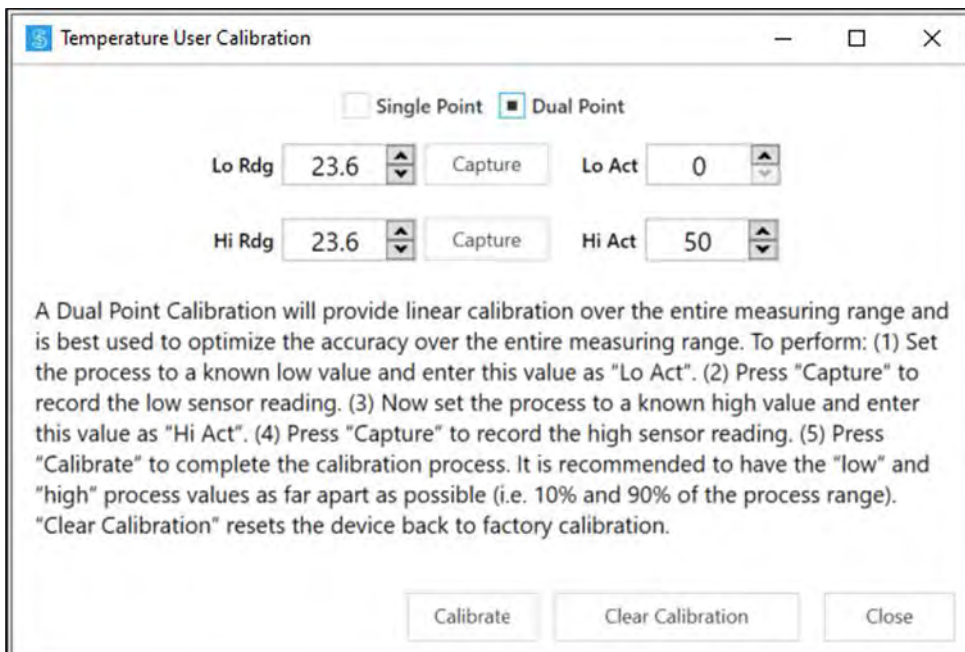 Temperature User Calibration
Single Point Dual Point
Lo Rdg 23.6 Capture Lo Act 0
Hi Rdg 23.6 Capture Hi Act 50
A Dual Point Calibration will provide linear calibration over the entire measuring range and
is best used to optimize the accuracy over the entire measuring range. To perform: (1) Set
the process to a known low value and enter this value as "Lo Act". (2) Press "Capture" to
record the low sensor reading. (3) Now set the process to a known high value and enter
this value as "Hi Act". (4) Press "Capture" to record the high sensor reading. (5) Press
"Calibrate" to complete the calibration process. It is recommended to have the "low" and
"high" process values as far apart as possible (i.e. 10% and 90% of the process range).
"Clear Calibration" resets the device back to factory calibration.
Calibrate Clear Calibration Close